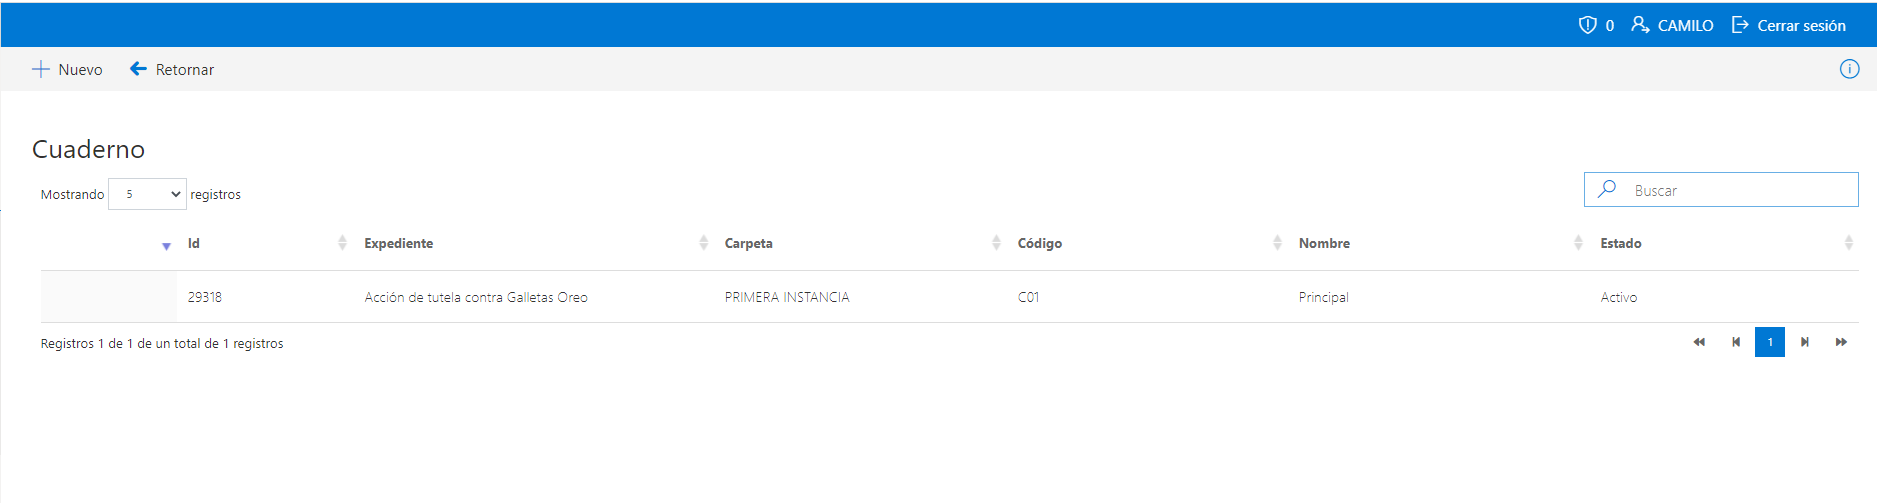 0 CAMILO Cerrar sesión
Nuevo Retornar
Cuaderno
Mostrando 5 registros
Buscar
Id Expediente Carpeta Código Nombre Estado
29318 Acción de tutela contra Galletas Oreo PRIMERA INSTANCIA C01 Principal Activo
Registros 1 de 1 de un total de 1 registros
1